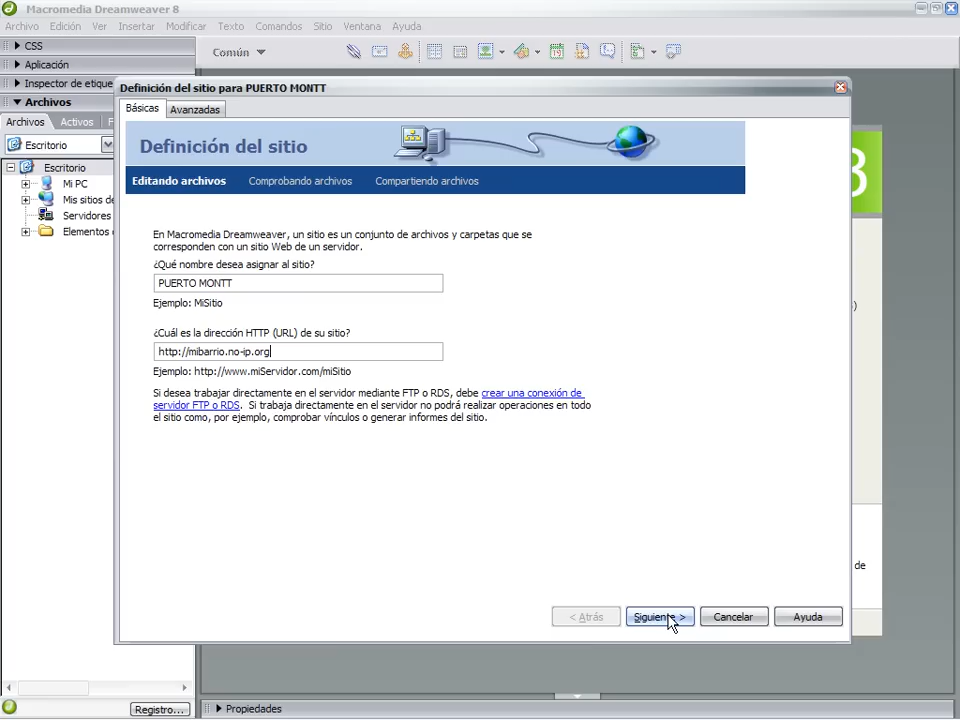 Macromedia Dreamweaver 8
Archivo Edición Ver Insertar Modificar Texto Comandos Sitio Ventana Ayuda
CSS
Común
Aplicación
Inspector de etique
Archivos
Archivos Activos F
Escritorio
Escritorio
Mi PC
Mis sitios de
Servidores
Elementos
Definición del sitio para PUERTO MONTT
Básicas Avanzadas
Definición del sitio
Editando archivos Comprobando archivos Compartiendo archivos
En Macromedia Dreamweaver, un sitio es un conjunto de archivos y carpetas que se
corresponden con un sitio Web de un servidor.
¿Qué nombre desea asignar al sitio?
PUERTO MONTT
Ejemplo: MiSitio
¿Cuál es la dirección HTTP (URL) de su sitio?
http://mibarrio.no-ip.org
Ejemplo: http://www.miServidor.com/miSitio
Si desea trabajar directamente en el servidor mediante FTP o RDS, debe crear una conexión de
servidor FTP o RDS. Si trabaja directamente en el servidor no podrá realizar operaciones en todo
el sitio como, por ejemplo, comprobar vínculos o generar informes del sitio.
< Atrás Siguiente > Cancelar Ayuda
8
)
de
Registro...
Propiedades